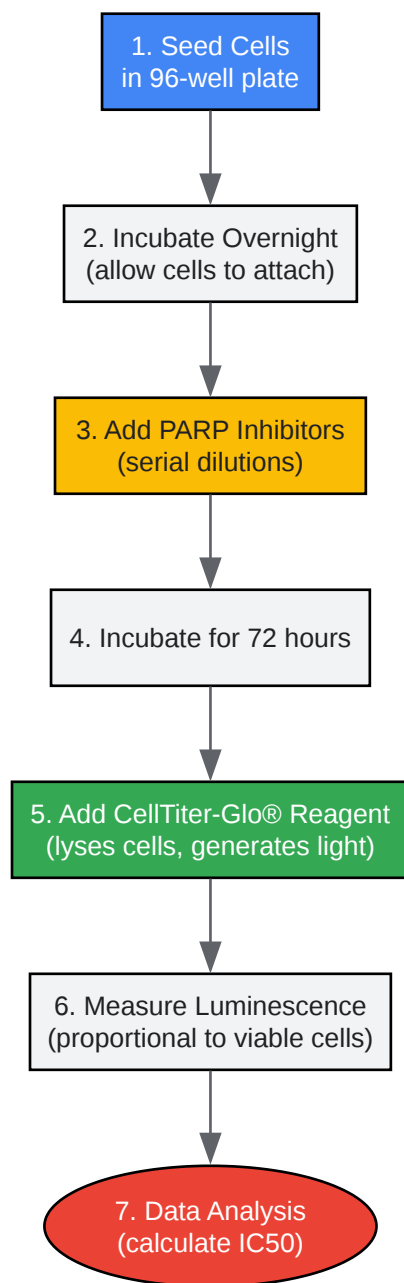 1. Seed Cells
in 96-well plate
2. Incubate Overnight
(allow cells to attach)
3. Add PARP Inhibitors
(serial dilutions)
4. Incubate for 72 hours
5. Add CellTiter-Glo® Reagent
(lyses cells, generates light)
6. Measure Luminescence
(proportional to viable cells)
7. Data Analysis
(calculate IC50)